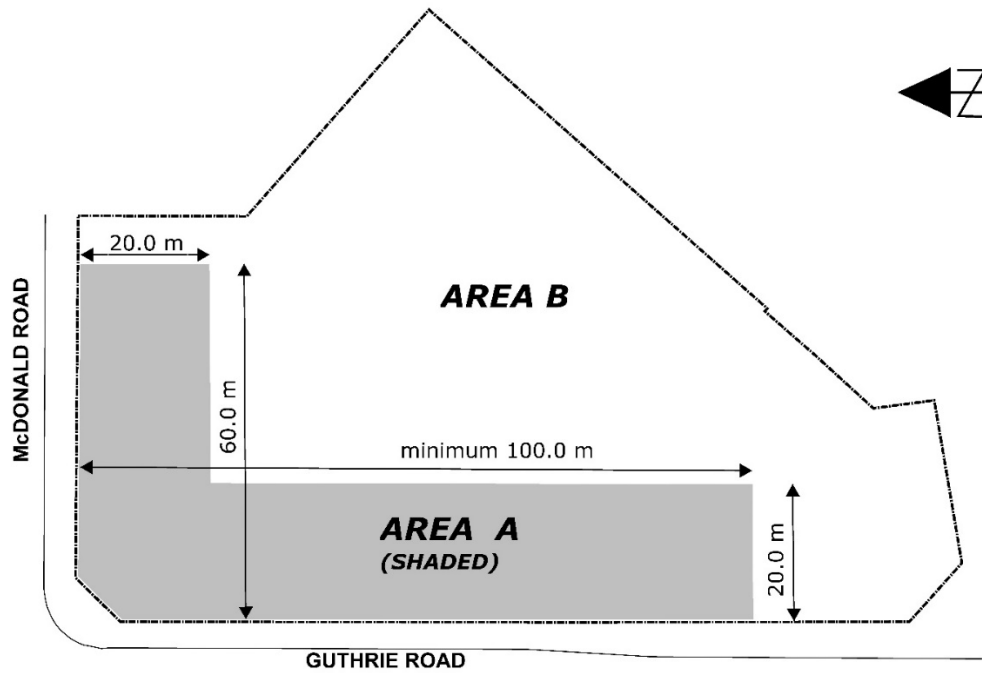 N
20.0 m
AREA B
McDONALD ROAD
60.0 m
minimum 100.0 m
AREA A
(SHADED)
20.0 m
GUTHRIE ROAD